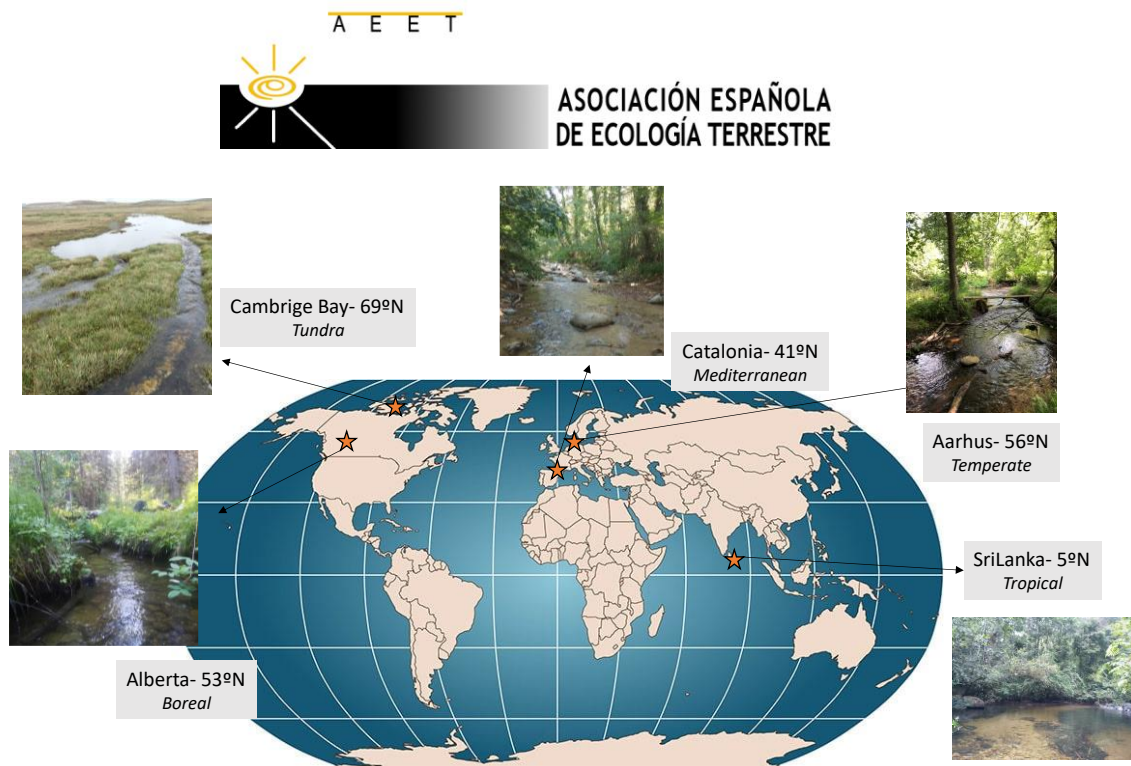 A E E T
ASOCIACIÓN ESPAÑOLA
DE ECOLOGÍA TERRESTRE
Cambrige Bay- 69ºN
Tundra
Catalonia- 41ºN
Mediterranean
Aarhus- 56ºN
Temperate
SriLanka- 5ºN
Tropical
Alberta- 53ºN
Boreal